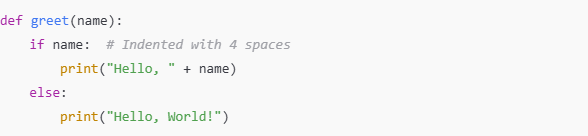 def greet(name):
    if name:  # Indented with 4 spaces
        print("Hello, " + name)
    else:
        print("Hello, World!")